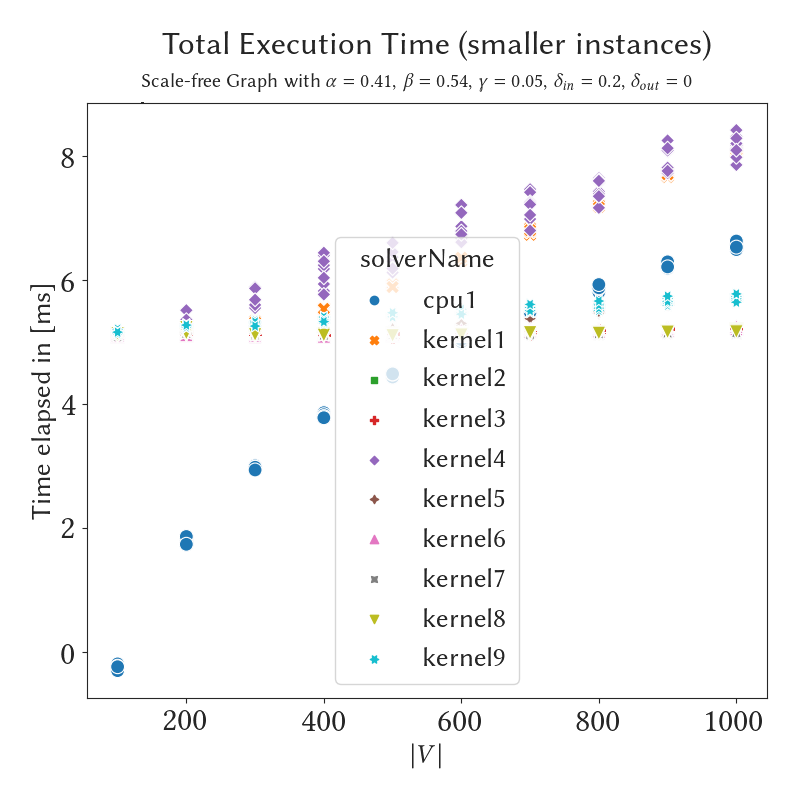 Total Execution Time (smaller instances)
Scale-free Graph with α = 0.41, β = 0.54, γ = 0.05, δin = 0.2, δout = 0
8
6
4
2
0
Time elapsed in [ms]
solverName
cpu1
kernel1
kernel2
kernel3
kernel4
kernel5
kernel6
kernel7
kernel8
kernel9
200
400
600
800
1000
|V|